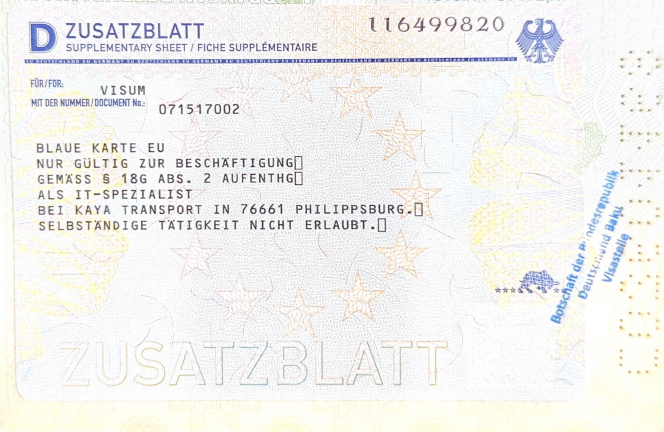 D ZUSATZBLATT 116499820
SUPPLEMENTARY SHEET / FICHE SUPPLÉMENTAIRE
FÜR/FOR: VISUM
MIT DER NUMMER/DOCUMENT No.: 071517002
BLAUE KARTE EU
NUR GÜLTIG ZUR BESCHÄFTIGUNG
GEMÄSS § 18G ABS. 2 AUFENTHG
ALS IT-SPEZIALIST
BEI KAYA TRANSPORT IN 76661 PHILIPPSBURG.
SELBSTÄNDIGE TÄTIGKEIT NICHT ERLAUBT.
Botschaft der Bundesrepublik
Deutschland Baku
Visastelle
ZUSATZBLATT